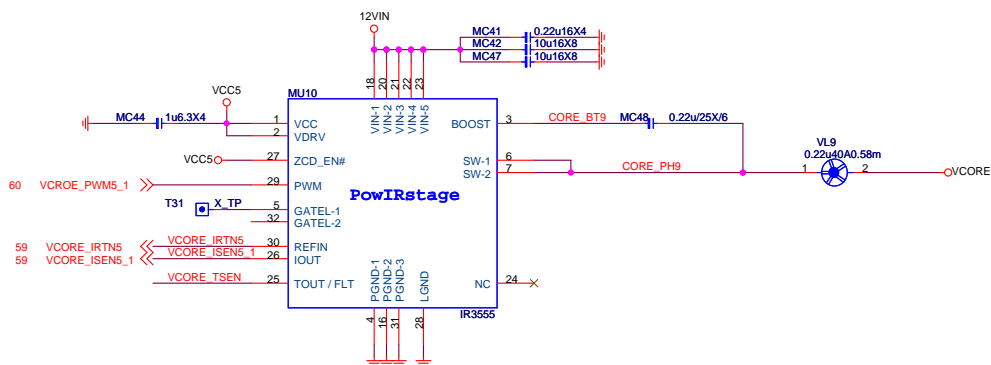 12VIN
MC41 0.22u16X4
MC42 10u16X8
MC47 10u16X8
18 20 21 22 23
VCC5
MU10
VIN-1 VIN-2 VIN-3 VIN-4 VIN-5
MC44 1u6.3X4
1 VCC BOOST 3 CORE_BT9 MC48 0.22u/25X/6
2 VDRV
VCC5 27 ZCD_EN# SW-1 6
SW-2 7 CORE_PH9
VL9
0.22u40A0.58m
1 2 VCORE
60 VCROE_PWM5_1 29 PWM
PowIRstage
T31 X_TP 5 GATEL-1
32 GATEL-2
59 VCORE_IRTN5 VCORE_IRTN5 30 REFIN
59 VCORE_ISEN5_1 VCORE_ISEN5_1 26 IOUT
VCORE_TSEN 25 TOUT / FLT NC 24
PGND-1 PGND-2 PGND-3 LGND
IR3555
4 16 31 28